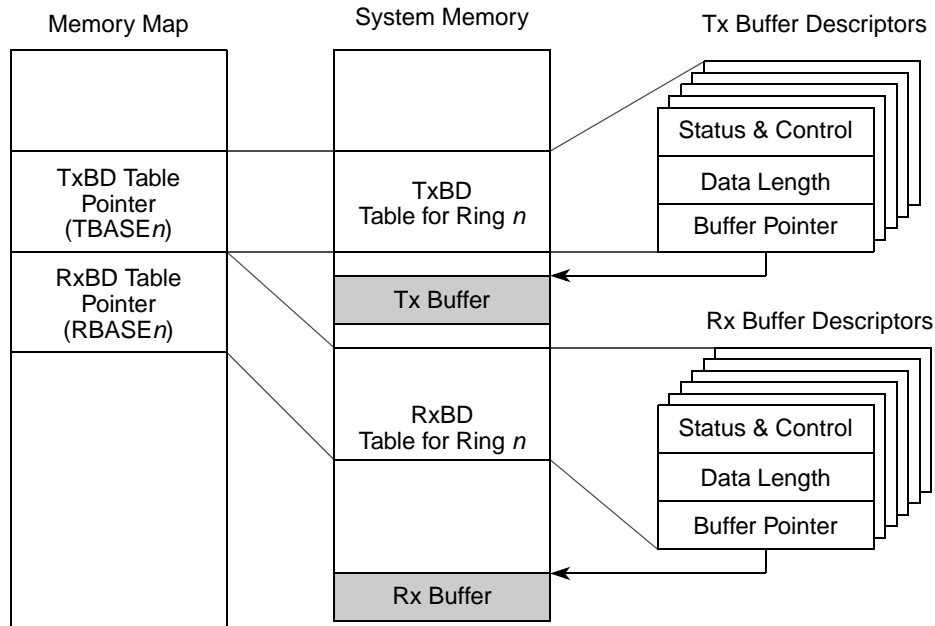 Memory Map
System Memory
Tx Buffer Descriptors
TxBD Table
Pointer
(TBASEn)
RxBD Table
Pointer
(RBASEn)
TxBD
Table for Ring n
Tx Buffer
RxBD
Table for Ring n
Rx Buffer
Status & Control
Data Length
Buffer Pointer
Rx Buffer Descriptors
Status & Control
Data Length
Buffer Pointer